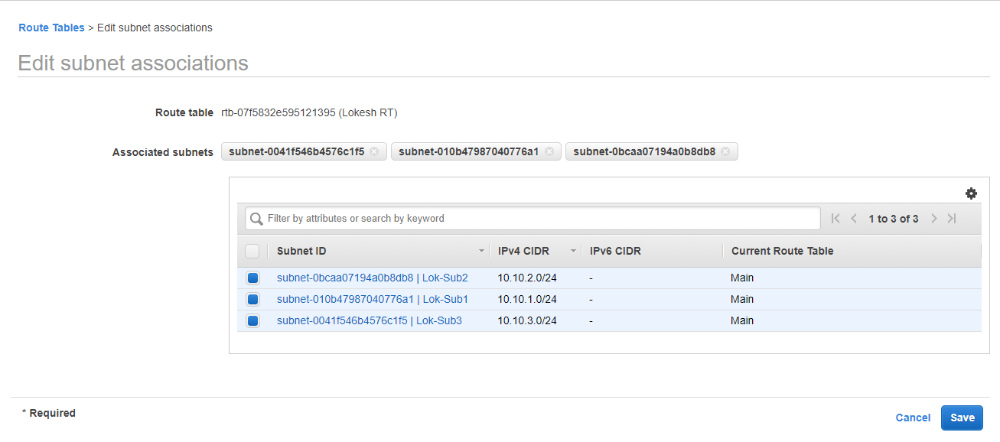 Route Tables > Edit subnet associations
Edit subnet associations
Route table rtb-07f5832e595121395 (Lokesh RT)
Associated subnets subnet-0041f546b4576c1f5 subnet-010b47987040776a1 subnet-0bcaa07194a0b8db8
Filter by attributes or search by keyword 1 to 3 of 3
Subnet ID IPv4 CIDR IPv6 CIDR Current Route Table
subnet-0bcaa07194a0b8db8 | Lok-Sub2 10.10.2.0/24 - Main
subnet-010b47987040776a1 | Lok-Sub1 10.10.1.0/24 - Main
subnet-0041f546b4576c1f5 | Lok-Sub3 10.10.3.0/24 - Main
* Required
Cancel Save